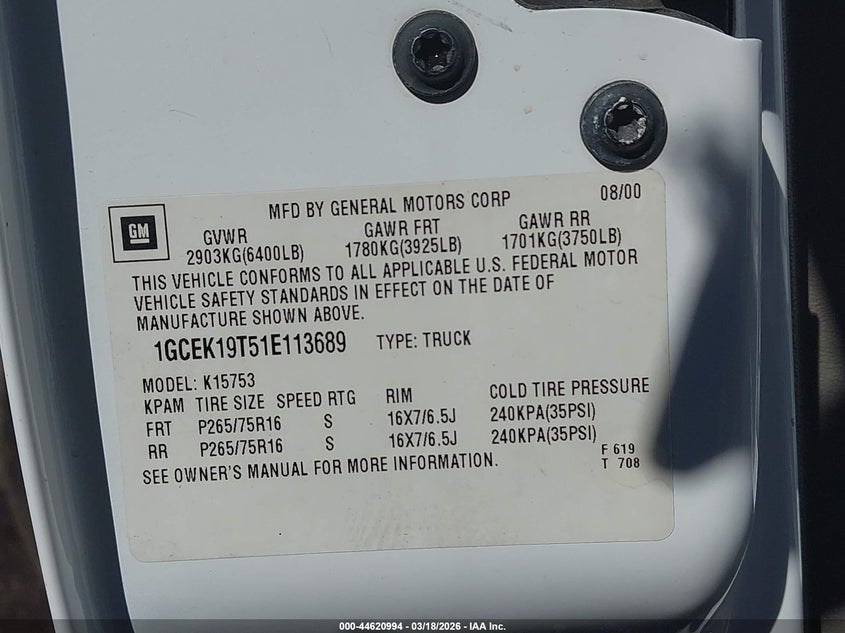 MFD BY GENERAL MOTORS CORP 08/00
GM
GVWR GAWR FRT GAWR RR
2903KG(6400LB) 1780KG(3925LB) 1701KG(3750LB)
THIS VEHICLE CONFORMS TO ALL APPLICABLE U.S. FEDERAL MOTOR
VEHICLE SAFETY STANDARDS IN EFFECT ON THE DATE OF
MANUFACTURE SHOWN ABOVE.
1GCEK19T51E113689 TYPE: TRUCK
MODEL: K15753
KPAM TIRE SIZE SPEED RTG RIM COLD TIRE PRESSURE
FRT P265/75R16 S 16X7/6.5J 240KPA(35PSI)
RR P265/75R16 S 16X7/6.5J 240KPA(35PSI)
SEE OWNER'S MANUAL FOR MORE INFORMATION.
F 619
T 708
000-44620994 - 03/18/2026 - IAA Inc.